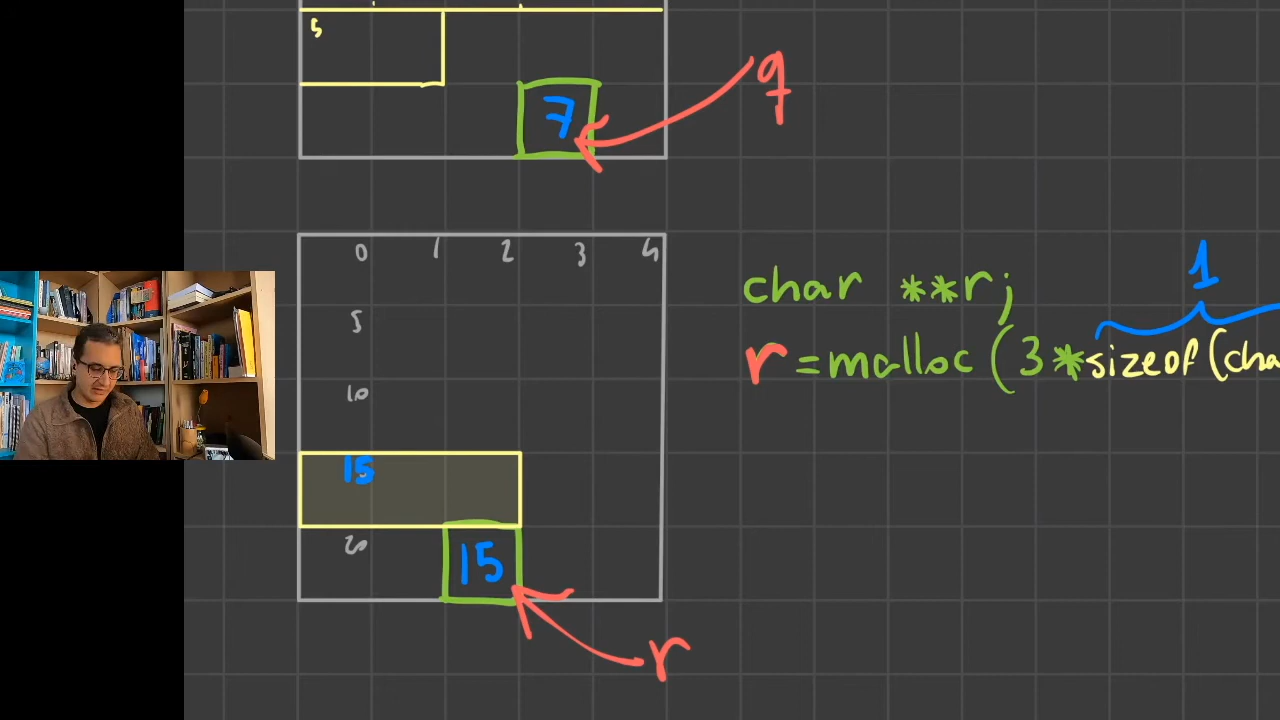 5
7
q
0 1 2 3 4
1
char **r;
5
r=malloc(3*sizeof(cha
10
15
20
15
r